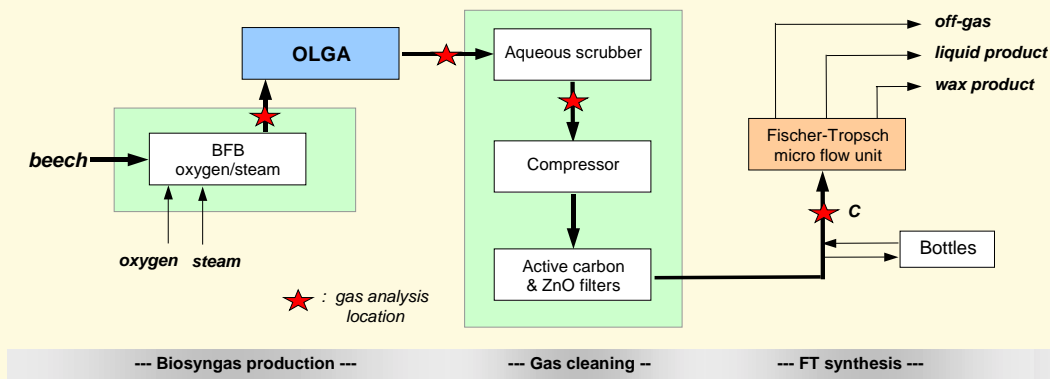 off-gas
liquid product
wax product
OLGA
Aqueous scrubber
BFB
oxygen/steam
beech
Compressor
Fischer-Tropsch
micro flow unit
C
Bottles
oxygen
steam
Active carbon
& ZnO filters
: gas analysis
location
--- Biosyngas production ---
--- Gas cleaning --
--- FT synthesis ---